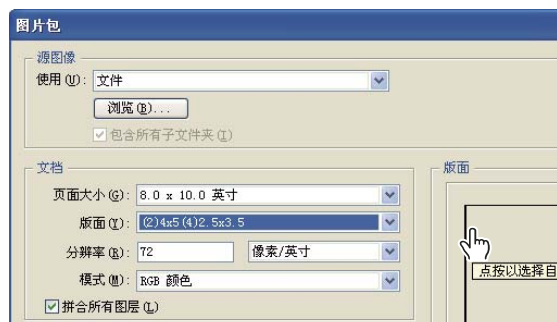 图片包
源图像
使用(U): 文件
浏览(B)...
包含所有子文件夹(I)
文档
版面
页面大小(G): 8.0 x 10.0 英寸
版面(Y): (2)4x5(4)2.5x3.5
分辨率(R): 72 像素/英寸
点按以选择自
模式(M): RGB 颜色
拼合所有图层(L)